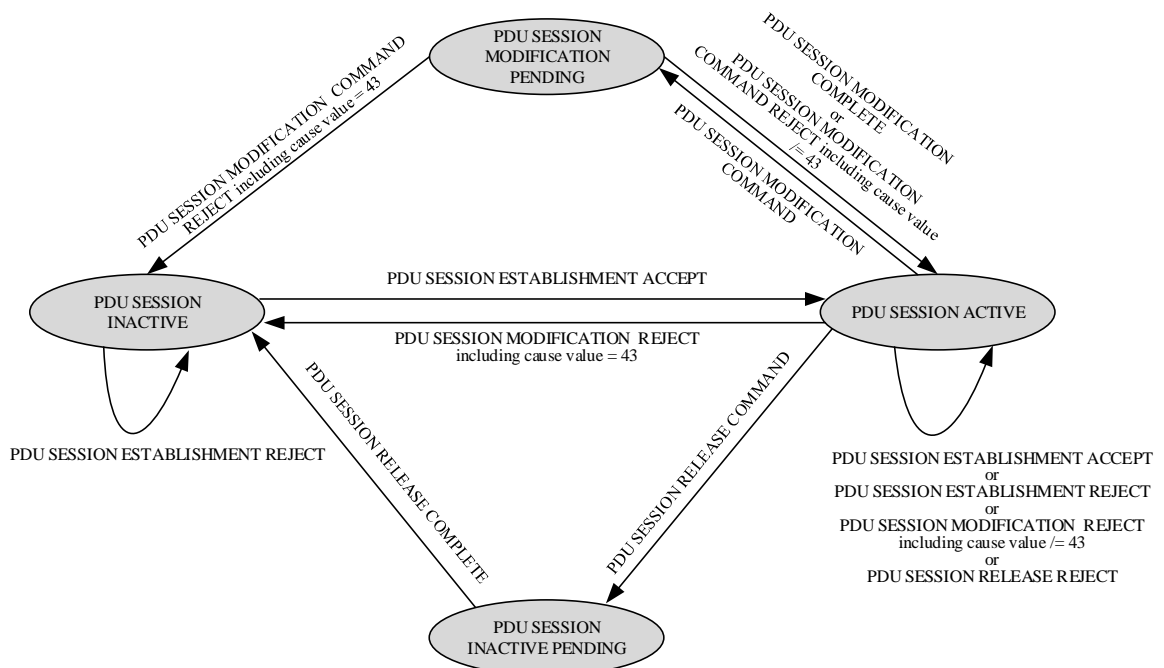 PDU SESSION
MODIFICATION
PENDING
PDU SESSION MODIFICATION COMMAND
REJECT including cause value = 43
PDU SESSION MODIFICATION
COMPLETE
or
PDU SESSION MODIFICATION
COMMAND REJECT including cause value
/= 43
PDU SESSION MODIFICATION
COMMAND
PDU SESSION
INACTIVE
PDU SESSION ESTABLISHMENT ACCEPT
PDU SESSION ACTIVE
PDU SESSION MODIFICATION REJECT
including cause value = 43
PDU SESSION ESTABLISHMENT REJECT
PDU SESSION RELEASE COMPLETE
PDU SESSION RELEASE COMMAND
PDU SESSION ESTABLISHMENT ACCEPT
or
PDU SESSION ESTABLISHMENT REJECT
or
PDU SESSION MODIFICATION REJECT
including cause value /= 43
or
PDU SESSION RELEASE REJECT
PDU SESSION
INACTIVE PENDING